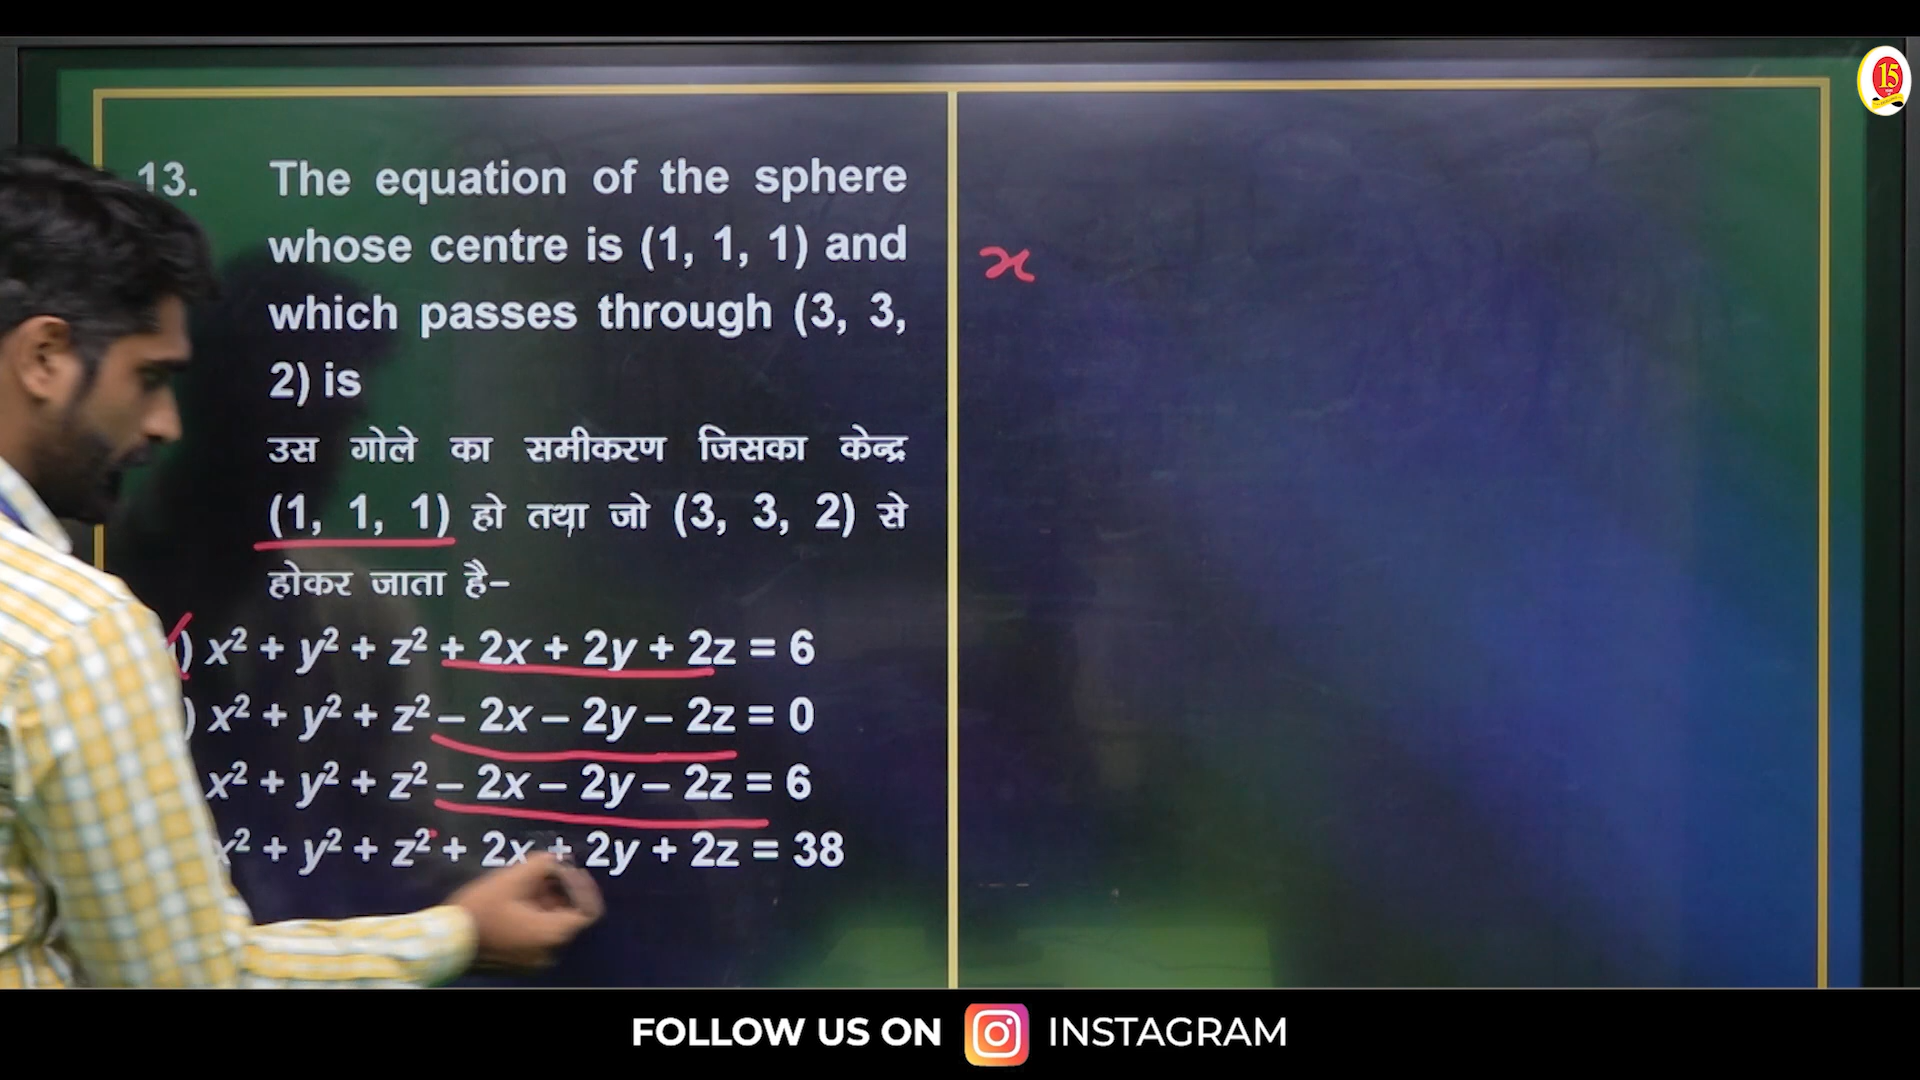 15
13. The equation of the sphere
whose centre is (1, 1, 1) and
which passes through (3, 3,
2) is
उस गोले का समीकरण जिसका केन्द्र
(1, 1, 1) हो तथा जो (3, 3, 2) से
होकर जाता है–
) x² + y² + z² + 2x + 2y + 2z = 6
) x² + y² + z² – 2x – 2y – 2z = 0
x² + y² + z² – 2x – 2y – 2z = 6
x² + y² + z² + 2x + 2y + 2z = 38
x
FOLLOW US ON INSTAGRAM